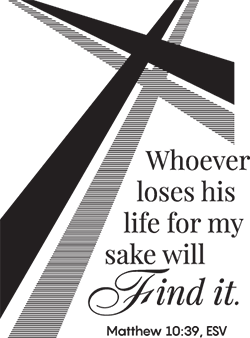 Whoever
loses his
life for my
sake will
Find it.
Matthew 10:39, ESV